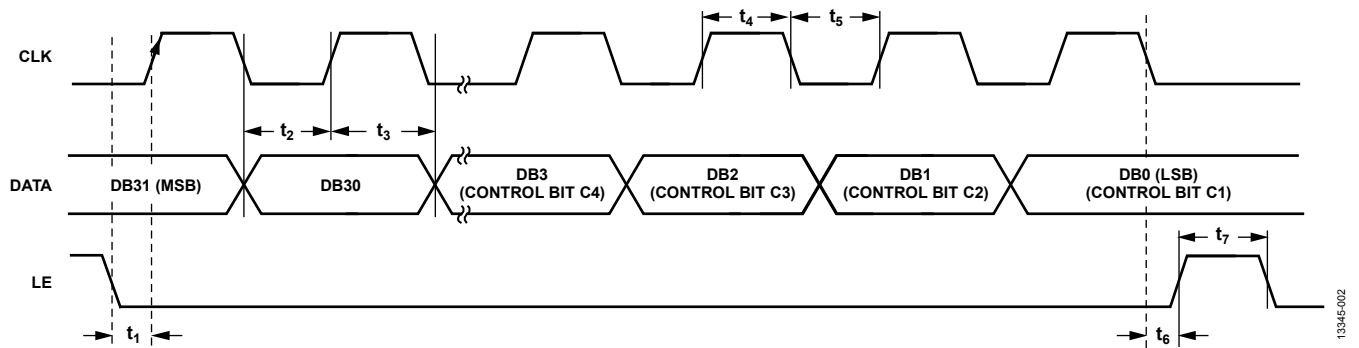 t4 t5
CLK
t2 t3
DATA
DB31 (MSB)
DB30
DB3
(CONTROL BIT C4)
DB2
(CONTROL BIT C3)
DB1
(CONTROL BIT C2)
DB0 (LSB)
(CONTROL BIT C1)
t7
LE
t1
t6
13345-002